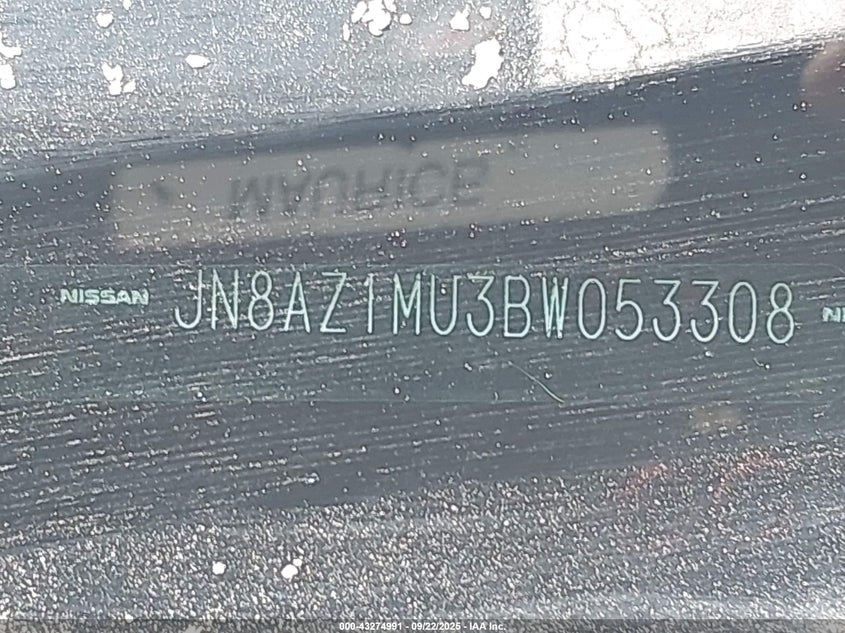 MAURICE
NISSAN JN8AZ1MU3BW053308
000-43274991 - 09/22/2025 - IAA Inc.